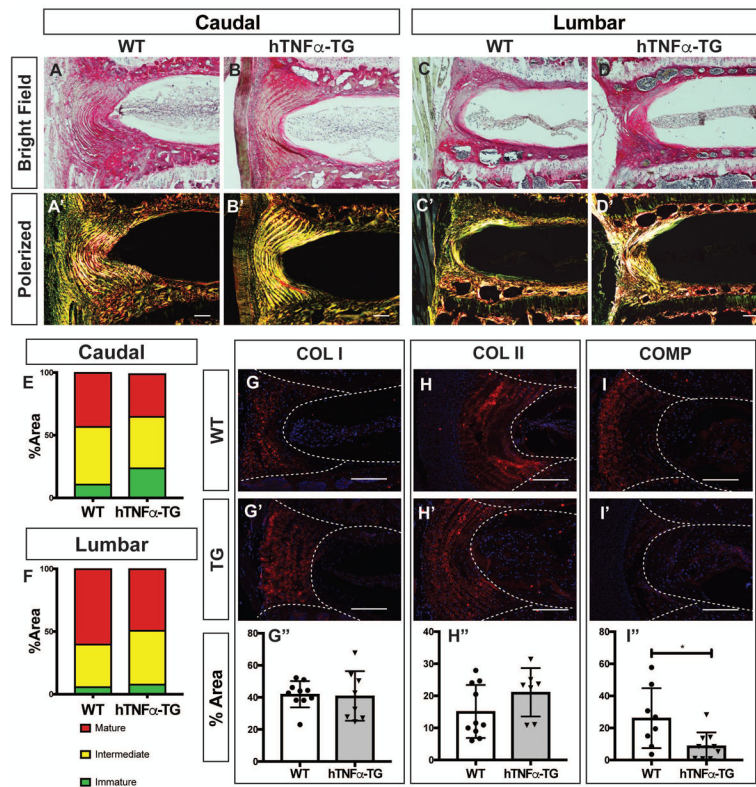 Caudal Lumbar
WT hTNFα-TG WT hTNFα-TG
Bright Field
A B C D
Polerized
A' B' C' D'
Caudal
E
100
50
0
%Area
WT hTNFα-TG
Lumbar
F
100
50
0
%Area
WT hTNFα-TG
Mature
Intermediate
Immature
COL I COL II COMP
WT
G H I
TG
G' H' I'
% Area
G''
80
60
40
20
0
WT hTNFα-TG
H''
40
30
20
10
0
WT hTNFα-TG
I''
*
80
60
40
20
0
WT hTNFα-TG